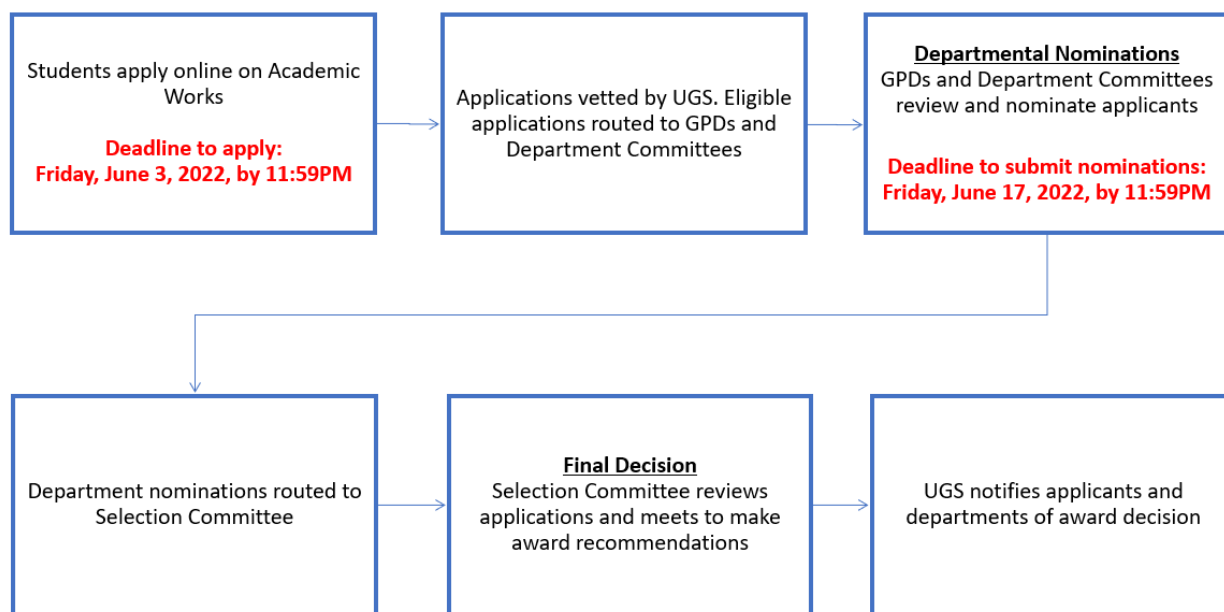 Students apply online on Academic
Works
Deadline to apply:
Friday, June 3, 2022, by 11:59PM
Applications vetted by UGS. Eligible
applications routed to GPDs and
Department Committees
Departmental Nominations
GPDs and Department Committees
review and nominate applicants
Deadline to submit nominations:
Friday, June 17, 2022, by 11:59PM
Department nominations routed to
Selection Committee
Final Decision
Selection Committee reviews
applications and meets to make
award recommendations
UGS notifies applicants and
departments of award decision